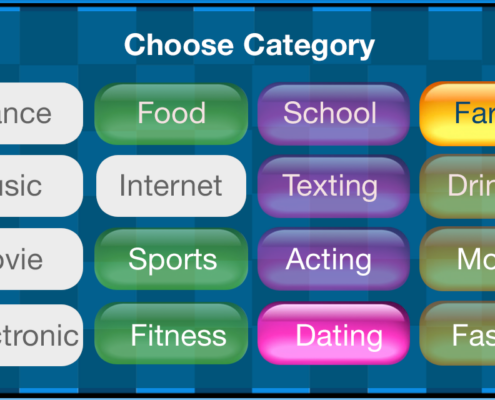 Choose Category
ance Food School Fan
usic Internet Texting Drin
ovie Sports Acting Mo
ctronic Fitness Dating Fas